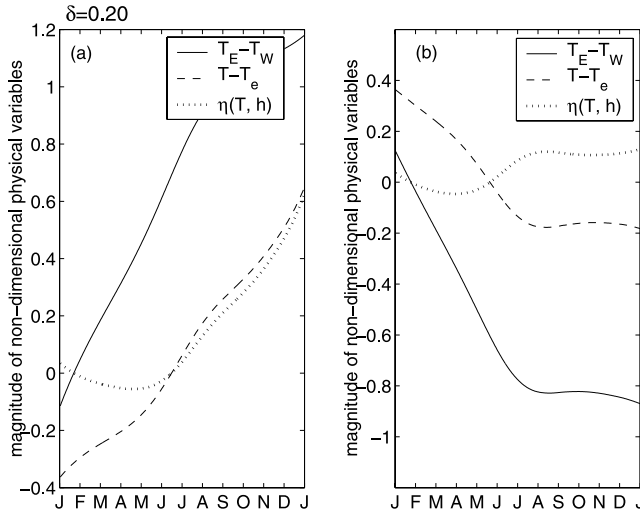 δ=0.20
(a)
T_E−T_W
T−T_e
η(T, h)
magnitude of non−dimensional physical variables
1.2
1
0.8
0.6
0.4
0.2
0
−0.2
−0.4
J F M A M J J A S O N D J
(b)
T_E−T_W
T−T_e
η(T, h)
magnitude of non−dimensional physical variables
0.4
0.2
0
−0.2
−0.4
−0.6
−0.8
−1
J F M A M J J A S O N D J